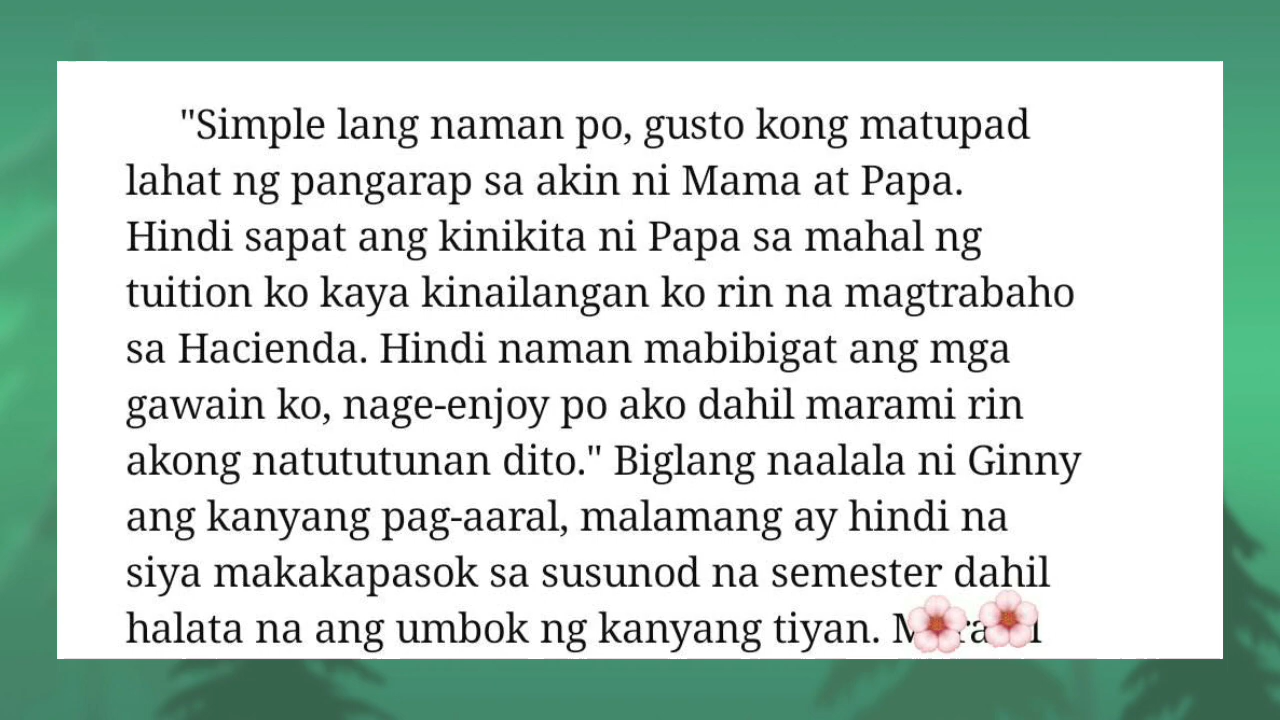 "Simple lang naman po, gusto kong matupad
lahat ng pangarap sa akin ni Mama at Papa.
Hindi sapat ang kinikita ni Papa sa mahal ng
tuition ko kaya kinailangan ko rin na magtrabaho
sa Hacienda. Hindi naman mabibigat ang mga
gawain ko, nage-enjoy po ako dahil marami rin
akong natututunan dito." Biglang naalala ni Ginny
ang kanyang pag-aaral, malamang ay hindi na
siya makakapasok sa susunod na semester dahil
halata na ang umbok ng kanyang tiyan.